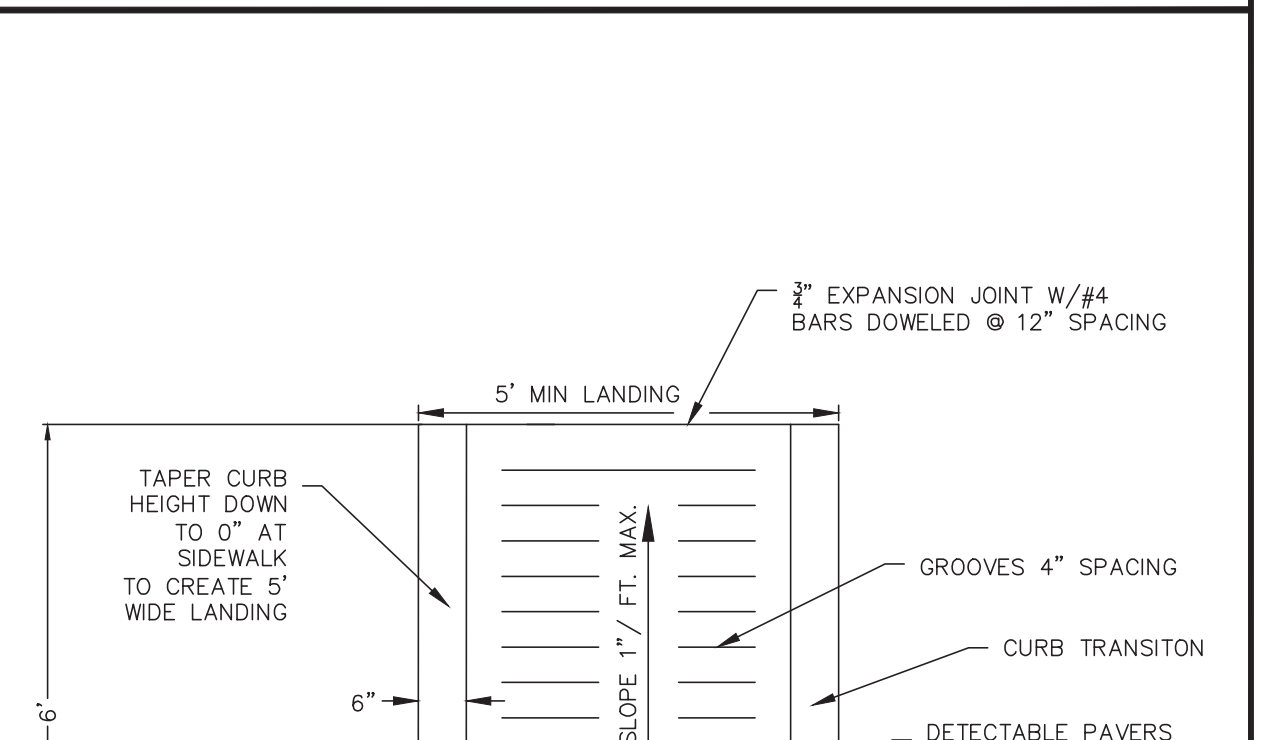 ¾” EXPANSION JOINT W/#4
BARS DOWELED @ 12” SPACING
5’ MIN LANDING
TAPER CURB
HEIGHT DOWN
TO 0” AT
SIDEWALK
TO CREATE 5’
WIDE LANDING
SLOPE 1”/ FT. MAX.
GROOVES 4” SPACING
CURB TRANSITON
6”
6’
DETECTABLE PAVERS